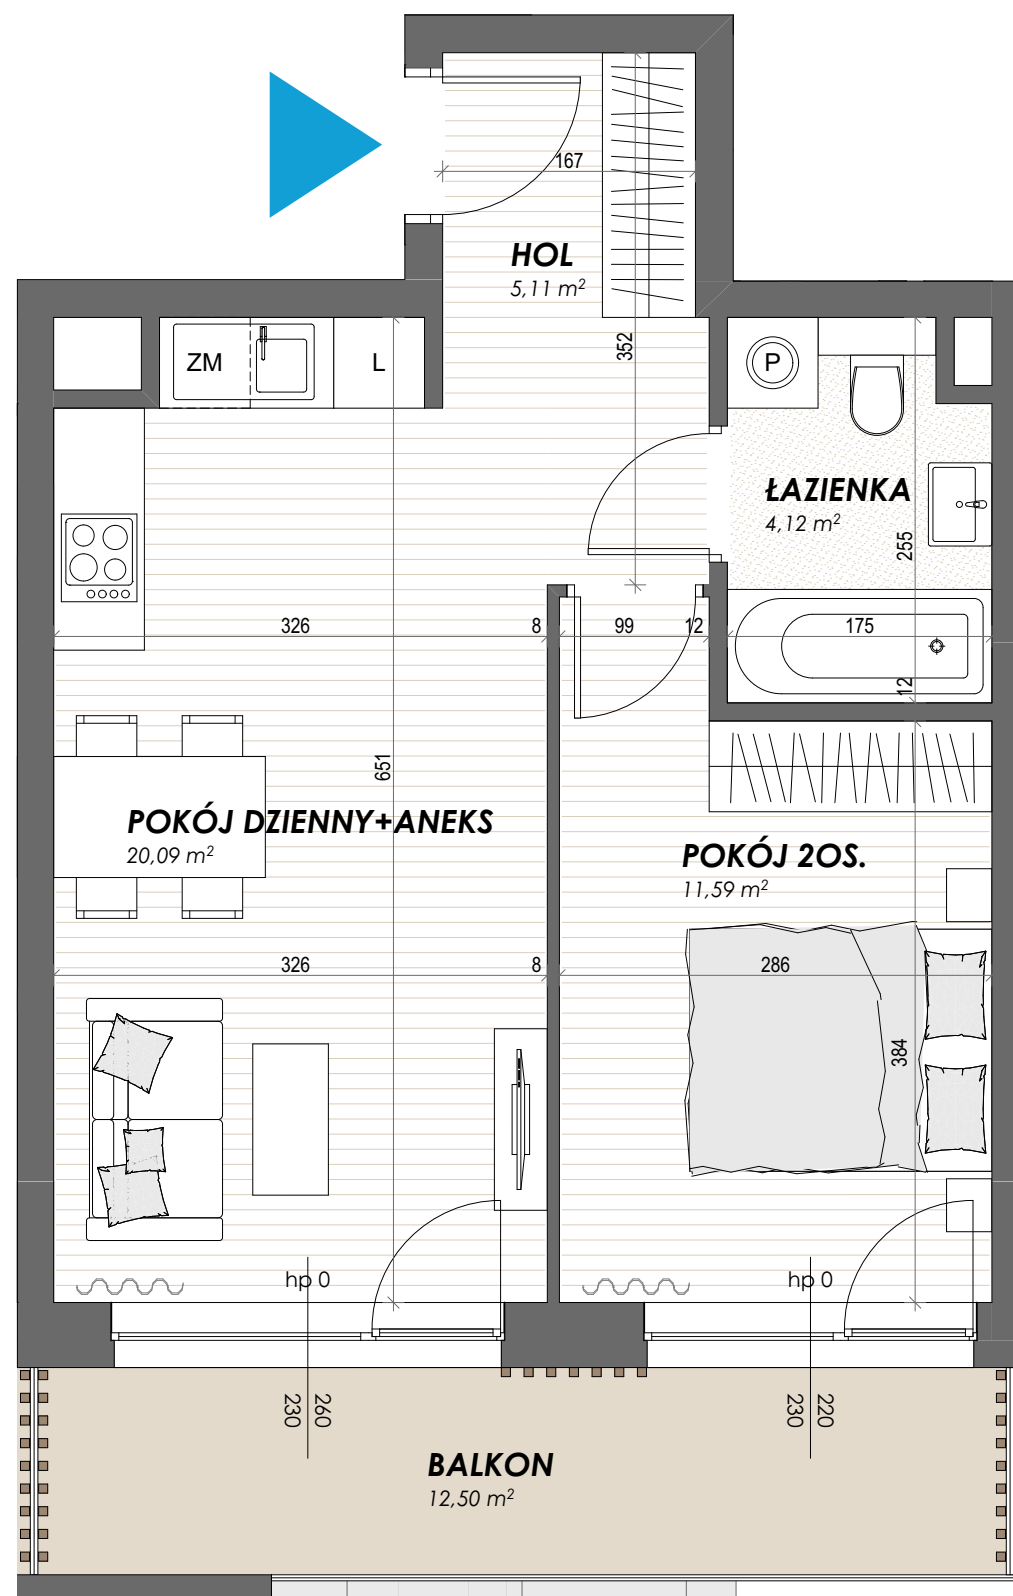 167
HOL
5,11 m²
352
ZM
L
P
ŁAZIENKA
4,12 m²
255
326
8
99
12
175
12
651
POKÓJ DZIENNY+ANEKS
20,09 m²
POKÓJ 2OS.
11,59 m²
326
8
286
384
hp 0
hp 0
260
230
220
230
BALKON
12,50 m²